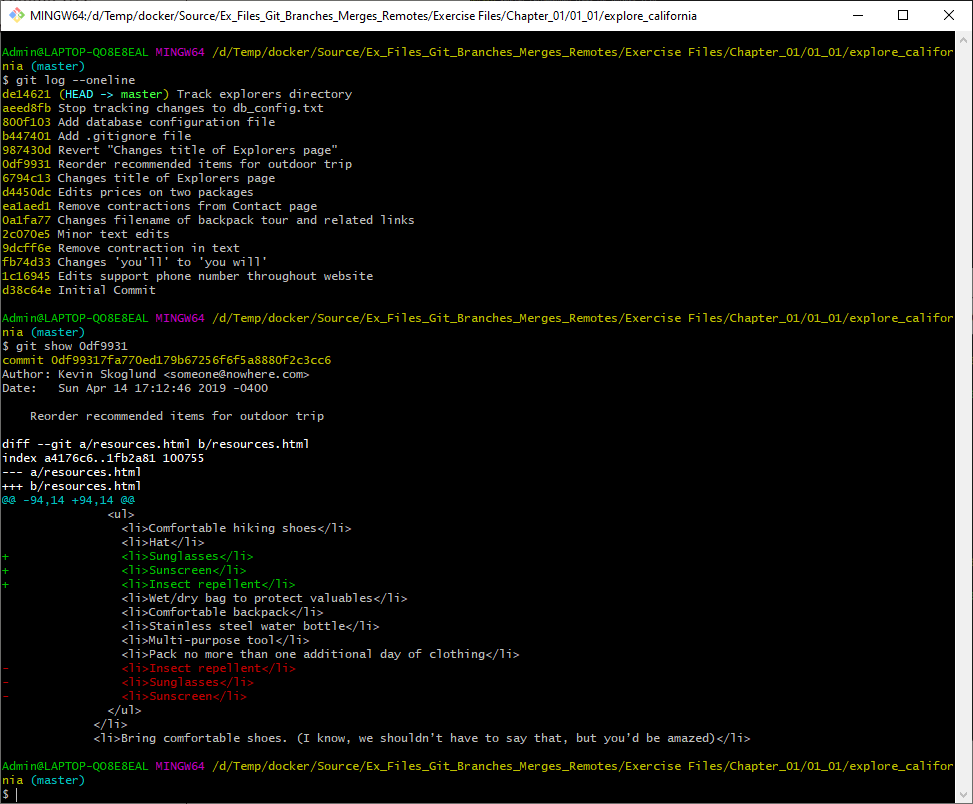 MINGW64:/d/Temp/docker/Source/Ex_Files_Git_Branches_Merges_Remotes/Exercise Files/Chapter_01/01_01/explore_california
Admin@LAPTOP-QO8E8EAL MINGW64 /d/Temp/docker/Source/Ex_Files_Git_Branches_Merges_Remotes/Exercise Files/Chapter_01/01_01/explore_califor
nia (master)
$ git log --oneline
de14621 (HEAD -> master) Track explorers directory
aeed8fb Stop tracking changes to db_config.txt
800f103 Add database configuration file
b447401 Add .gitignore file
987430d Revert "Changes title of Explorers page"
0df9931 Reorder recommended items for outdoor trip
6794c13 Changes title of Explorers page
d4450dc Edits prices on two packages
ea1aed1 Remove contractions from Contact page
0a1fa77 Changes filename of backpack tour and related links
2c070e5 Minor text edits
9dcff6e Remove contraction in text
fb74d33 Changes 'you'll' to 'you will'
1c16945 Edits support phone number throughout website
d38c64e Initial Commit
Admin@LAPTOP-QO8E8EAL MINGW64 /d/Temp/docker/Source/Ex_Files_Git_Branches_Merges_Remotes/Exercise Files/Chapter_01/01_01/explore_califor
nia (master)
$ git show 0df9931
commit 0df99317fa770ed179b67256f6f5a8880f2c3cc6
Author: Kevin Skoglund <someone@nowhere.com>
Date:   Sun Apr 14 17:12:46 2019 -0400
    Reorder recommended items for outdoor trip
diff --git a/resources.html b/resources.html
index a4176c6..1fb2a81 100755
--- a/resources.html
+++ b/resources.html
@@ -94,14 +94,14 @@
               <ul>
                 <li>Comfortable hiking shoes</li>
                 <li>Hat</li>
+                <li>Sunglasses</li>
+                <li>Sunscreen</li>
+                <li>Insect repellent</li>
                 <li>Wet/dry bag to protect valuables</li>
                 <li>Comfortable backpack</li>
                 <li>Stainless steel water bottle</li>
                 <li>Multi-purpose tool</li>
                 <li>Pack no more than one additional day of clothing</li>
-                <li>Insect repellent</li>
-                <li>Sunglasses</li>
-                <li>Sunscreen</li>
               </ul>
             </li>
             <li>Bring comfortable shoes. (I know, we shouldn’t have to say that, but you’d be amazed)</li>
Admin@LAPTOP-QO8E8EAL MINGW64 /d/Temp/docker/Source/Ex_Files_Git_Branches_Merges_Remotes/Exercise Files/Chapter_01/01_01/explore_califor
nia (master)
$